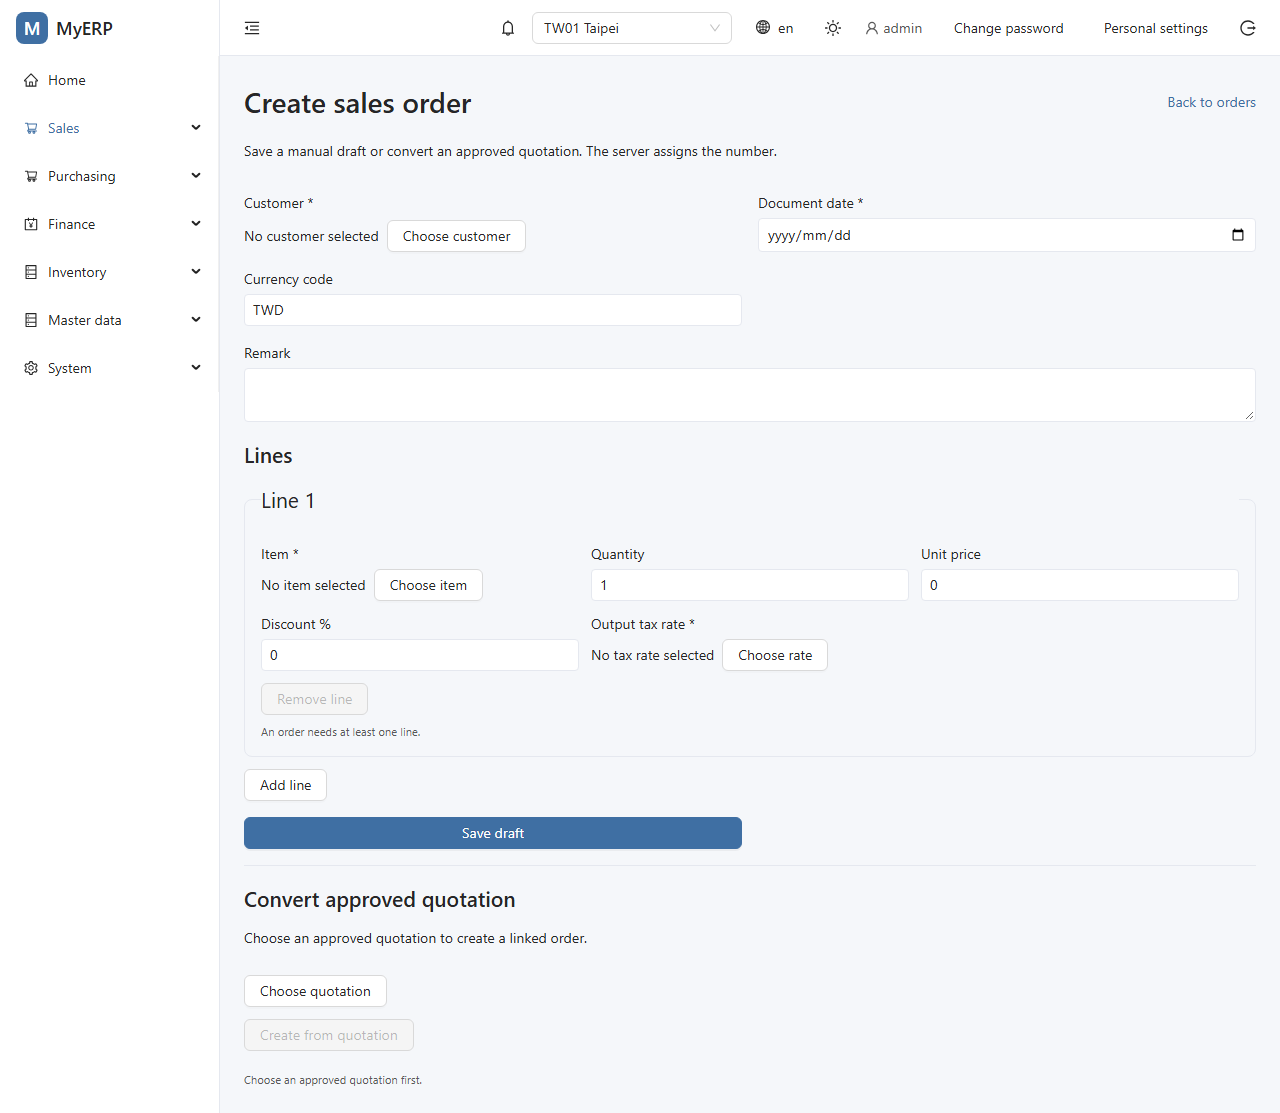 M MyERP
TW01 Taipei
en
admin
Change password
Personal settings
Home
Sales
Purchasing
Finance
Inventory
Master data
System
Create sales order
Back to orders
Save a manual draft or convert an approved quotation. The server assigns the number.
Customer *
No customer selected
Choose customer
Document date *
yyyy/mm/dd
Currency code
TWD
Remark
Lines
Line 1
Item *
No item selected
Choose item
Quantity
1
Unit price
0
Discount %
0
Output tax rate *
No tax rate selected
Choose rate
Remove line
An order needs at least one line.
Add line
Save draft
Convert approved quotation
Choose an approved quotation to create a linked order.
Choose quotation
Create from quotation
Choose an approved quotation first.